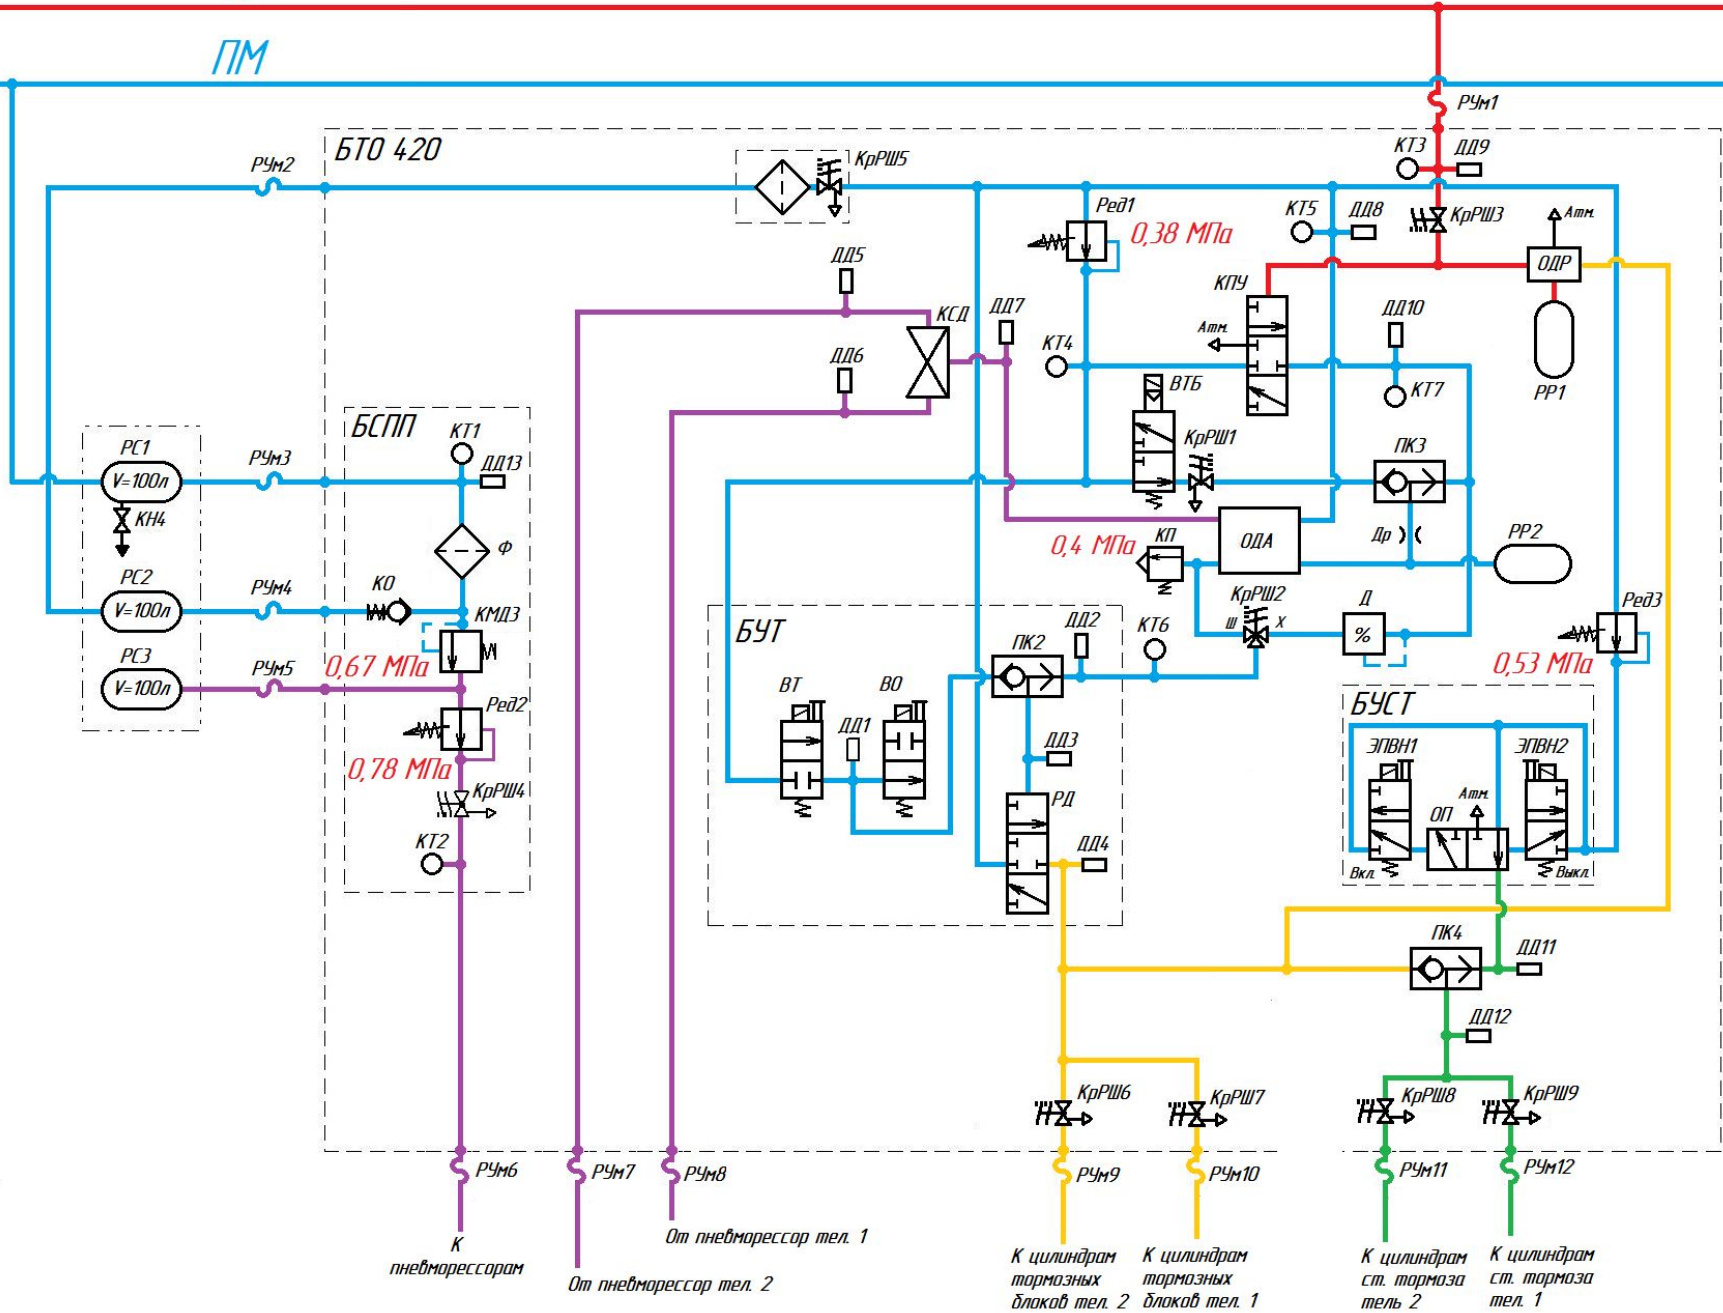 ПМ
РУм1
БТО 420
РУм2
КрРШ5
КТ3
ДД9
Ред1
0,38 МПа
КТ5
ДД8
КрРШ3
Атм.
ОДР
ДД5
КПУ
КСД
ДД7
ДД10
Атм.
КТ4
ДД6
ВТБ
КТ7
РР1
БСПП
КТ1
КрРШ1
ПК3
РС1
РУм3
ДД13
V=100л
КН4
Ф
0,4 МПа
КП
ОДА
Др
РР2
РС2
РУм4
КО
КМД3
V=100л
КрРШ2
Д
Ред3
БУТ
ДД2
КТ6
Ш
Х
%
ПК2
РС3
РУм5
0,67 МПа
0,53 МПа
V=100л
ВТ
ВО
БУСТ
Ред2
ДД1
ДД3
ЭПВН1
ЭПВН2
0,78 МПа
КрРШ4
РД
Атм.
ОП
КТ2
ДД4
Вкл.
Выкл.
ПК4
ДД11
ДД12
КрРШ6
КрРШ7
КрРШ8
КрРШ9
РУм6
РУм7
РУм8
РУм9
РУм10
РУм11
РУм12
К
пневморессорам
От пневморессор тел. 1
От пневморессор тел. 2
К цилиндрам
тормозных
блоков тел. 2
К цилиндрам
тормозных
блоков тел. 1
К цилиндрам
ст. тормоза
тель 2
К цилиндрам
ст. тормоза
тел. 1